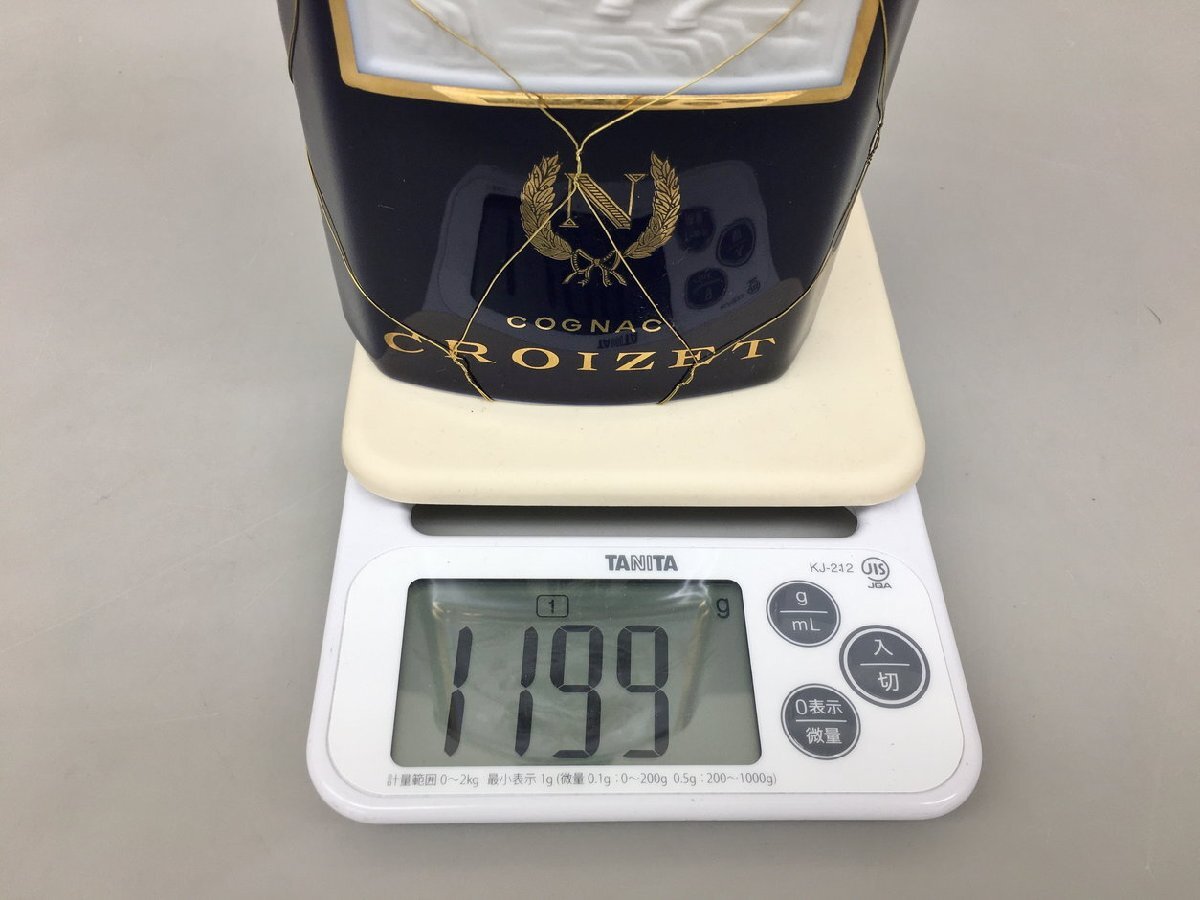 N
COGNAC
CROIZET
TANITA
KJ-212 JIS
JQA
1 g
1199
g
mL
入
切
0表示
微量
計量範囲 0～2kg 最小表示 1g (微量 0.1g：0～200g 0.5g：200～1000g)